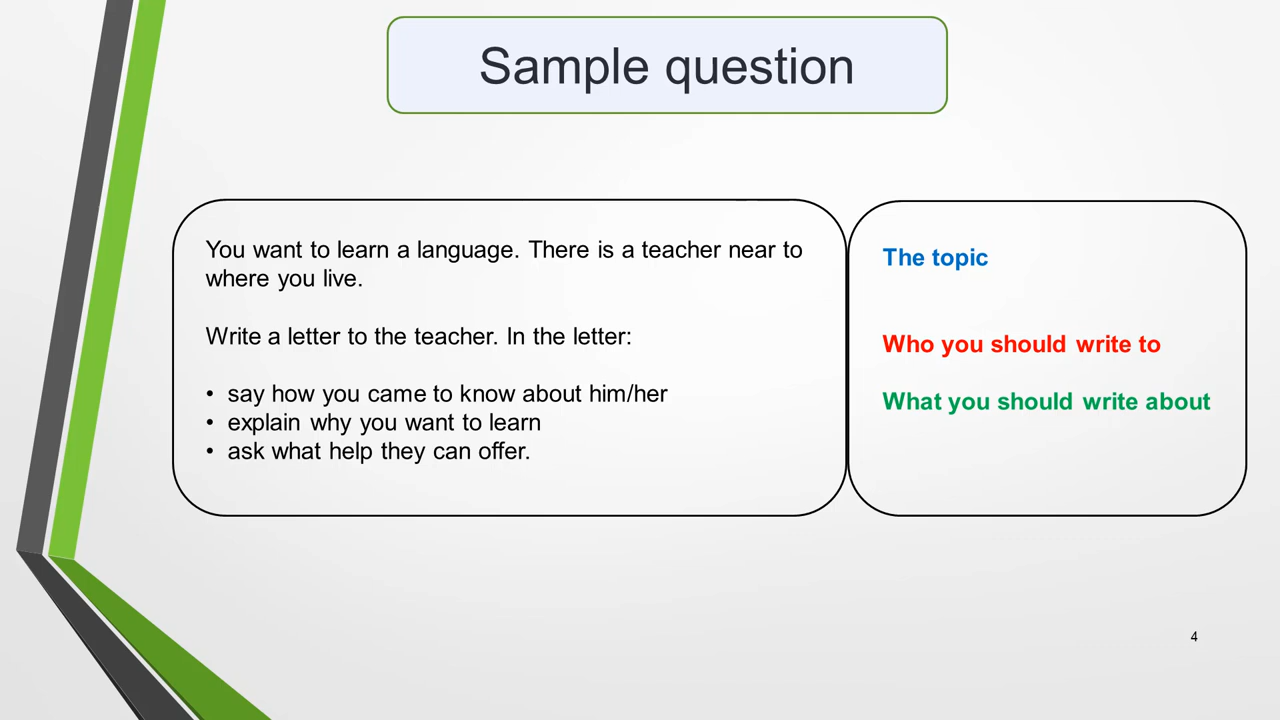 Sample question
You want to learn a language. There is a teacher near to
where you live.
Write a letter to the teacher. In the letter:
• say how you came to know about him/her
• explain why you want to learn
• ask what help they can offer.
The topic
Who you should write to
What you should write about
4